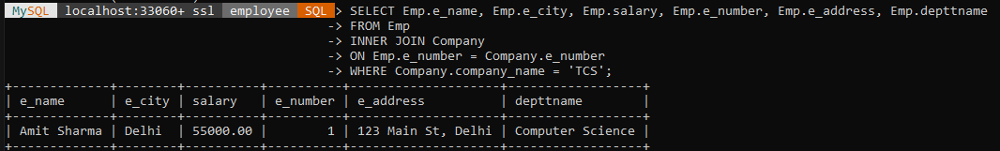 MySQL localhost:33060+ ssl employee SQL > SELECT Emp.e_name, Emp.e_city, Emp.salary, Emp.e_number, Emp.e_address, Emp.depttname
-> FROM Emp
-> INNER JOIN Company
-> ON Emp.e_number = Company.e_number
-> WHERE Company.company_name = 'TCS';
+-------------+--------+----------+----------+--------------------+------------------+
| e_name | e_city | salary | e_number | e_address | depttname |
+-------------+--------+----------+----------+--------------------+------------------+
| Amit Sharma | Delhi | 55000.00 | 1 | 123 Main St, Delhi | Computer Science |
+-------------+--------+----------+----------+--------------------+------------------+